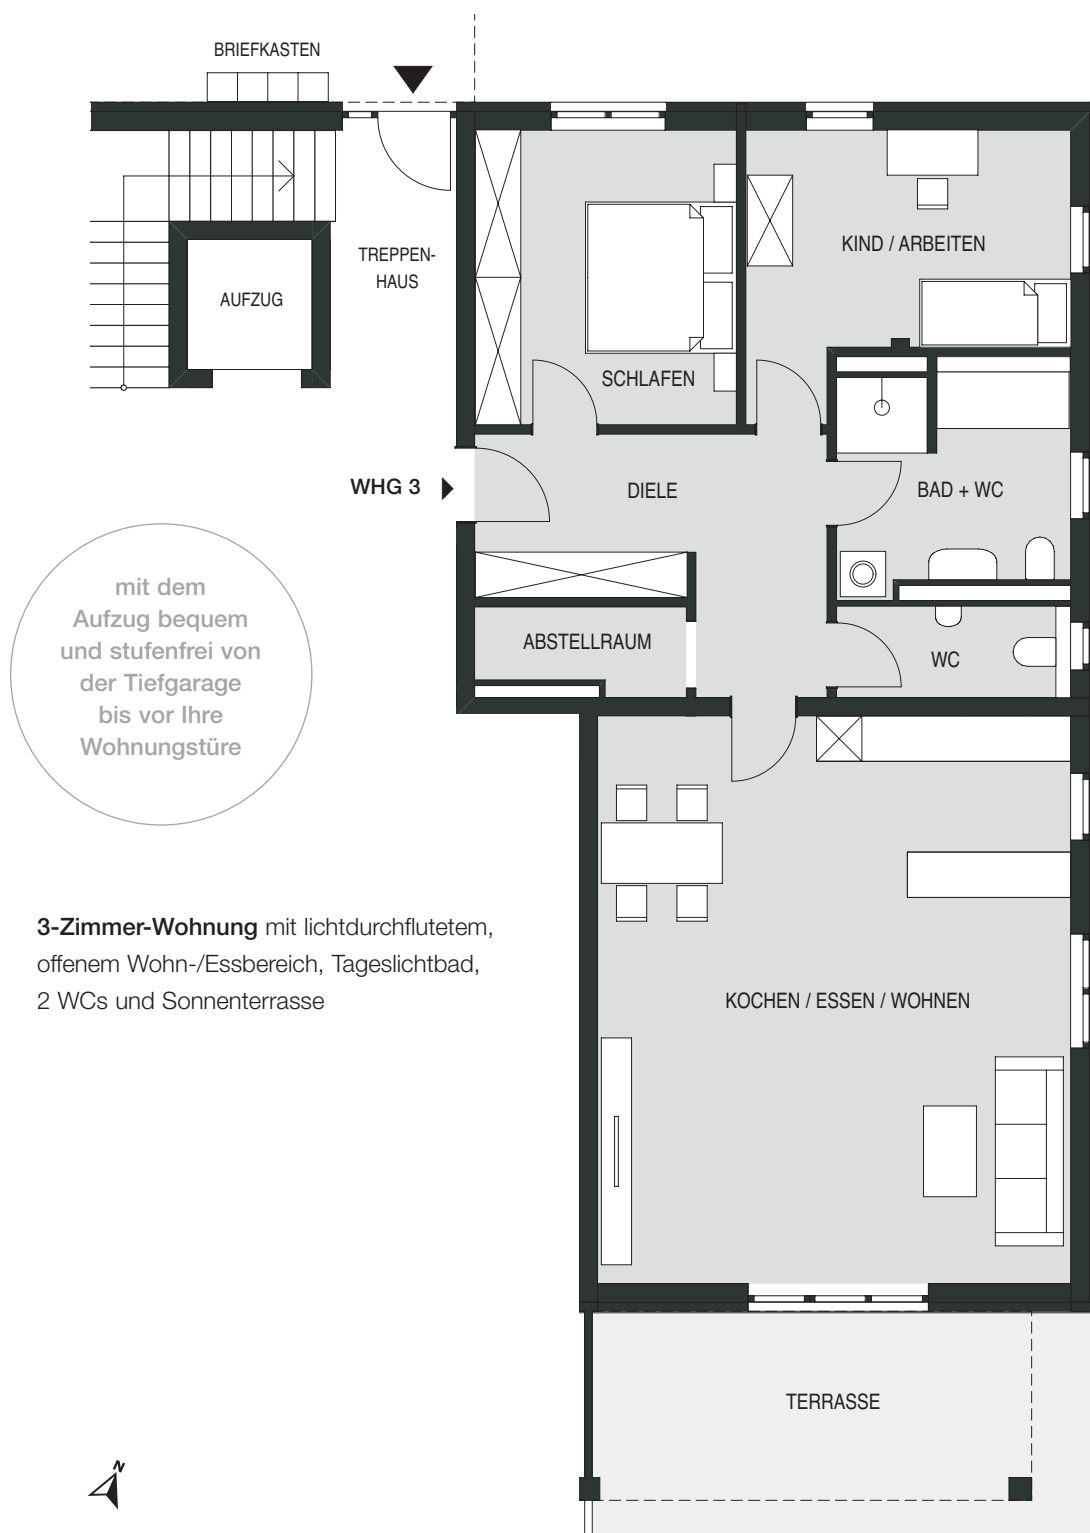 BRIEFKASTEN
TREPPEN-
HAUS
AUFZUG
KIND / ARBEITEN
SCHLAFEN
WHG 3
DIELE
BAD + WC
mit dem
Aufzug bequem
und stufenfrei von
der Tiefgarage
bis vor Ihre
Wohnungstüre
ABSTELLRAUM
WC
3-Zimmer-Wohnung mit lichtdurchflutetem,
offenem Wohn-/Essbereich, Tageslichtbad,
2 WCs und Sonnenterrasse
KOCHEN / ESSEN / WOHNEN
TERRASSE
N